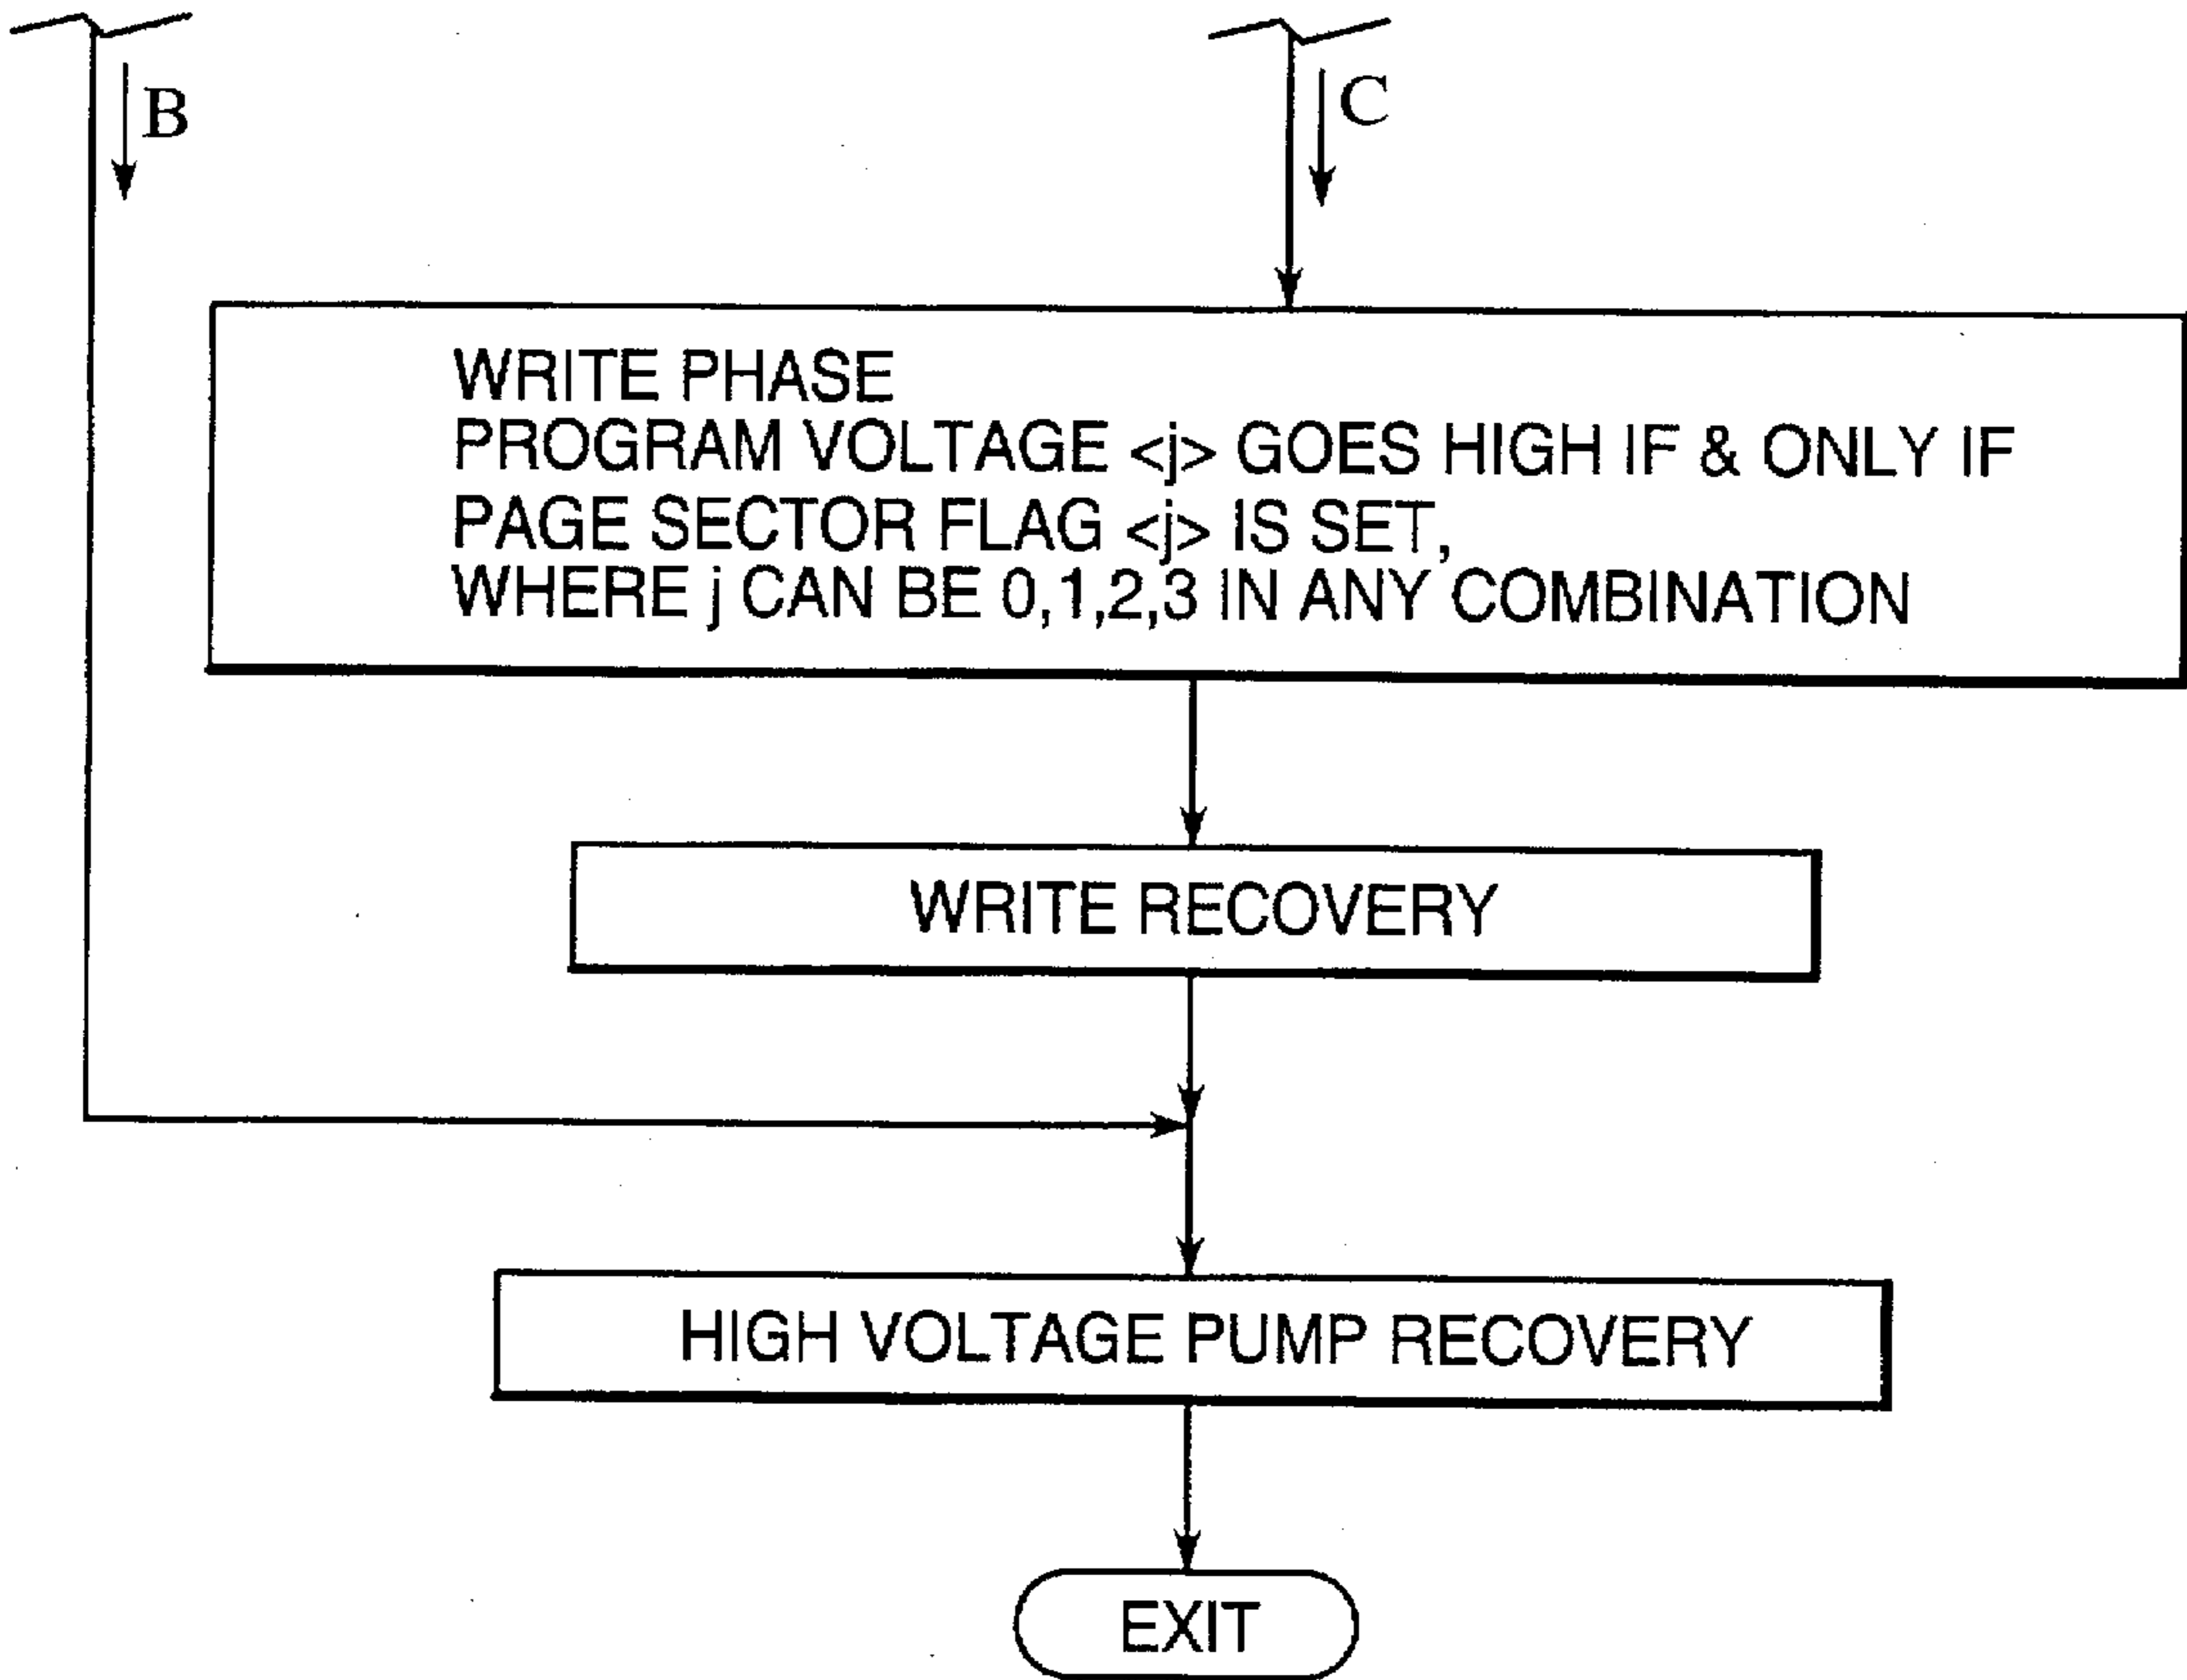 B
C
WRITE PHASE
PROGRAM VOLTAGE <j> GOES HIGH IF & ONLY IF
PAGE SECTOR FLAG <j> IS SET,
WHERE j CAN BE 0,1,2,3 IN ANY COMBINATION
WRITE RECOVERY
HIGH VOLTAGE PUMP RECOVERY
EXIT